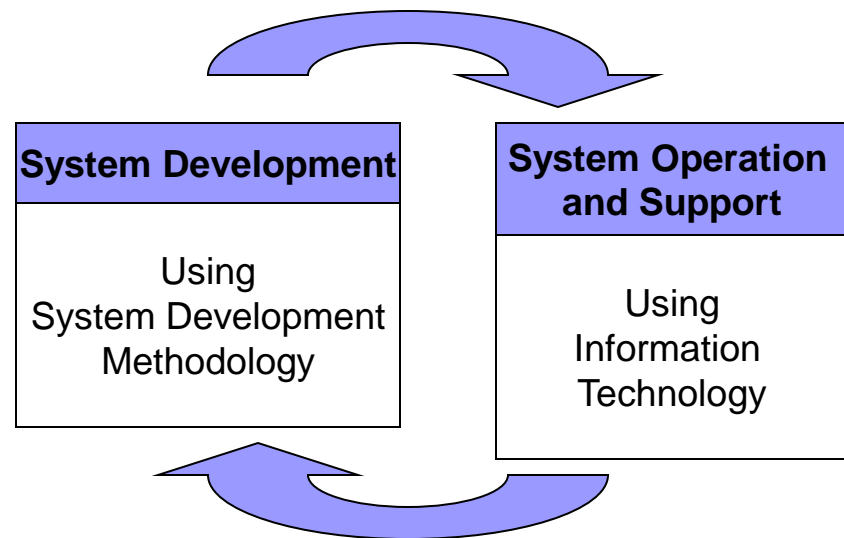 System Development
Using
System Development
Methodology
System Operation
and Support
Using
Information
Technology